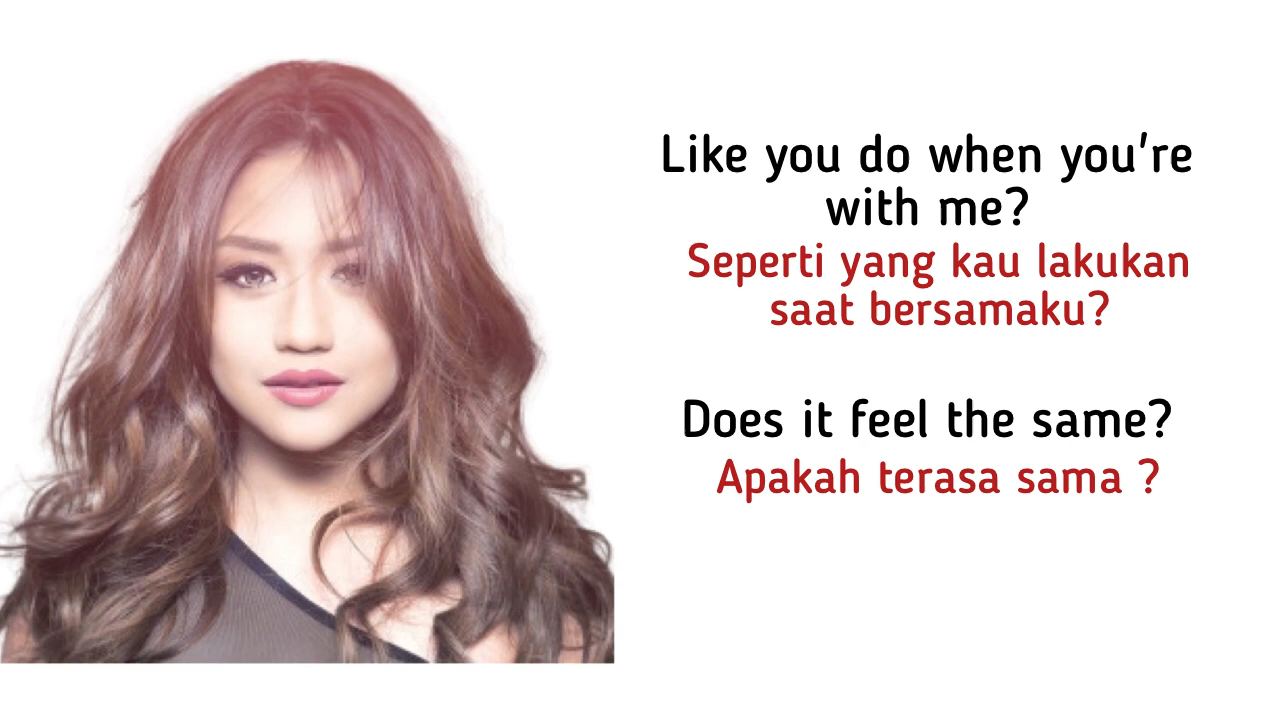 Like you do when you're
with me?
Seperti yang kau lakukan
saat bersamaku?
Does it feel the same?
Apakah terasa sama ?